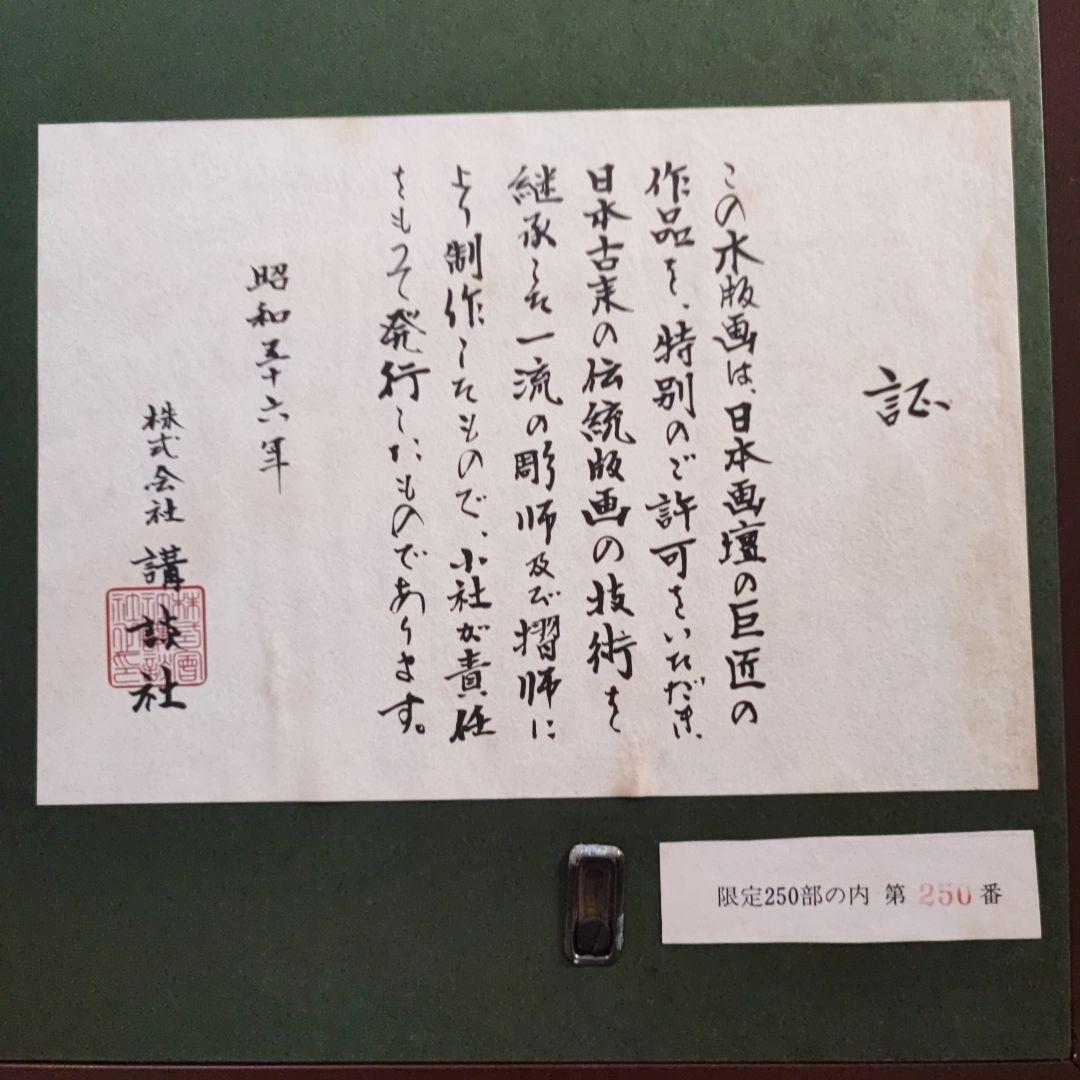 証
この木版画は、日本画壇の巨匠の
作品を、特別のご許可をいただき、
日本古来の伝統版画の技術を
継承した一流の彫師及び摺師に
より制作したもので、小社が責任
をもって発行したものであります。
昭和五十六年
株式会社 講談社
限定250部の内 第 250 番